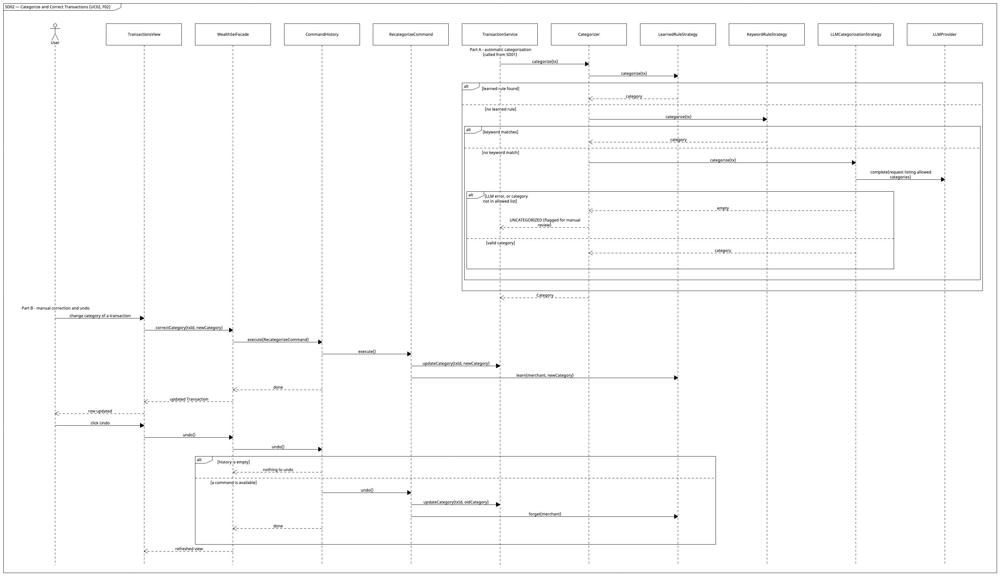 SD02 — Categorize and Correct Transactions (UC02, F02)
User
TransactionsView
WealthSeiFacade
CommandHistory
RecategorizeCommand
TransactionService
Categorizer
LearnedRuleStrategy
KeywordRuleStrategy
LLMCategorizationStrategy
LLMProvider
Part A - automatic categorization
(called from SD01)
categorize(tx)
categorize(tx)
alt
[learned rule found]
category
[no learned rule]
categorize(tx)
alt
[keyword matches]
category
[no keyword match]
categorize(tx)
complete(request listing allowed
categories)
alt
[LLM error, or category
not in allowed list]
empty
UNCATEGORIZED (flagged for manual
review)
[valid category]
category
Category
Part B - manual correction and undo
change category of a transaction
correctCategory(txId, newCategory)
execute(RecategorizeCommand)
execute()
updateCategory(txId, newCategory)
learn(merchant, newCategory)
done
updated Transaction
row updated
click Undo
undo()
undo()
alt
[history is empty]
nothing to undo
[a command is available]
undo()
updateCategory(txId, oldCategory)
forget(merchant)
done
refreshed view